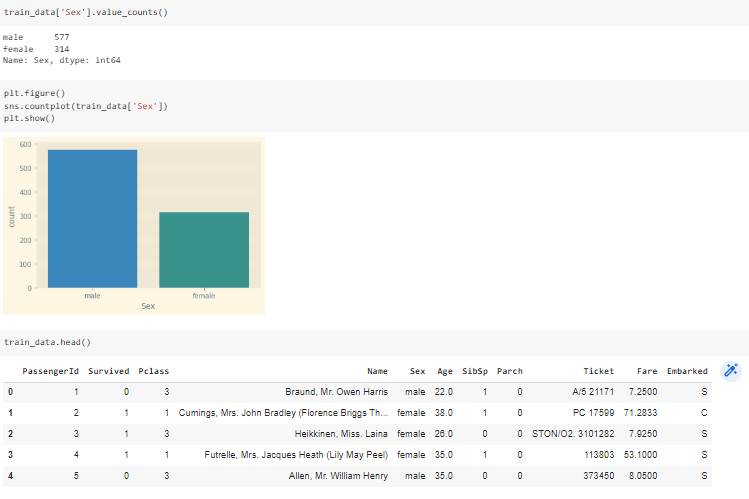 train_data['Sex'].value_counts()
male 577
female 314
Name: Sex, dtype: int64
plt.figure()
sns.countplot(train_data['Sex'])
plt.show()
600
500
400
300
200
100
0
count
male female
Sex
train_data.head()
PassengerId Survived Pclass Name Sex Age SibSp Parch Ticket Fare Embarked
0 1 0 3 Braund, Mr. Owen Harris male 22.0 1 0 A/5 21171 7.2500 S
1 2 1 1 Cumings, Mrs. John Bradley (Florence Briggs Th... female 38.0 1 0 PC 17599 71.2833 C
2 3 1 3 Heikkinen, Miss. Laina female 26.0 0 0 STON/O2. 3101282 7.9250 S
3 4 1 1 Futrelle, Mrs. Jacques Heath (Lily May Peel) female 35.0 1 0 113803 53.1000 S
4 5 0 3 Allen, Mr. William Henry male 35.0 0 0 373450 8.0500 S